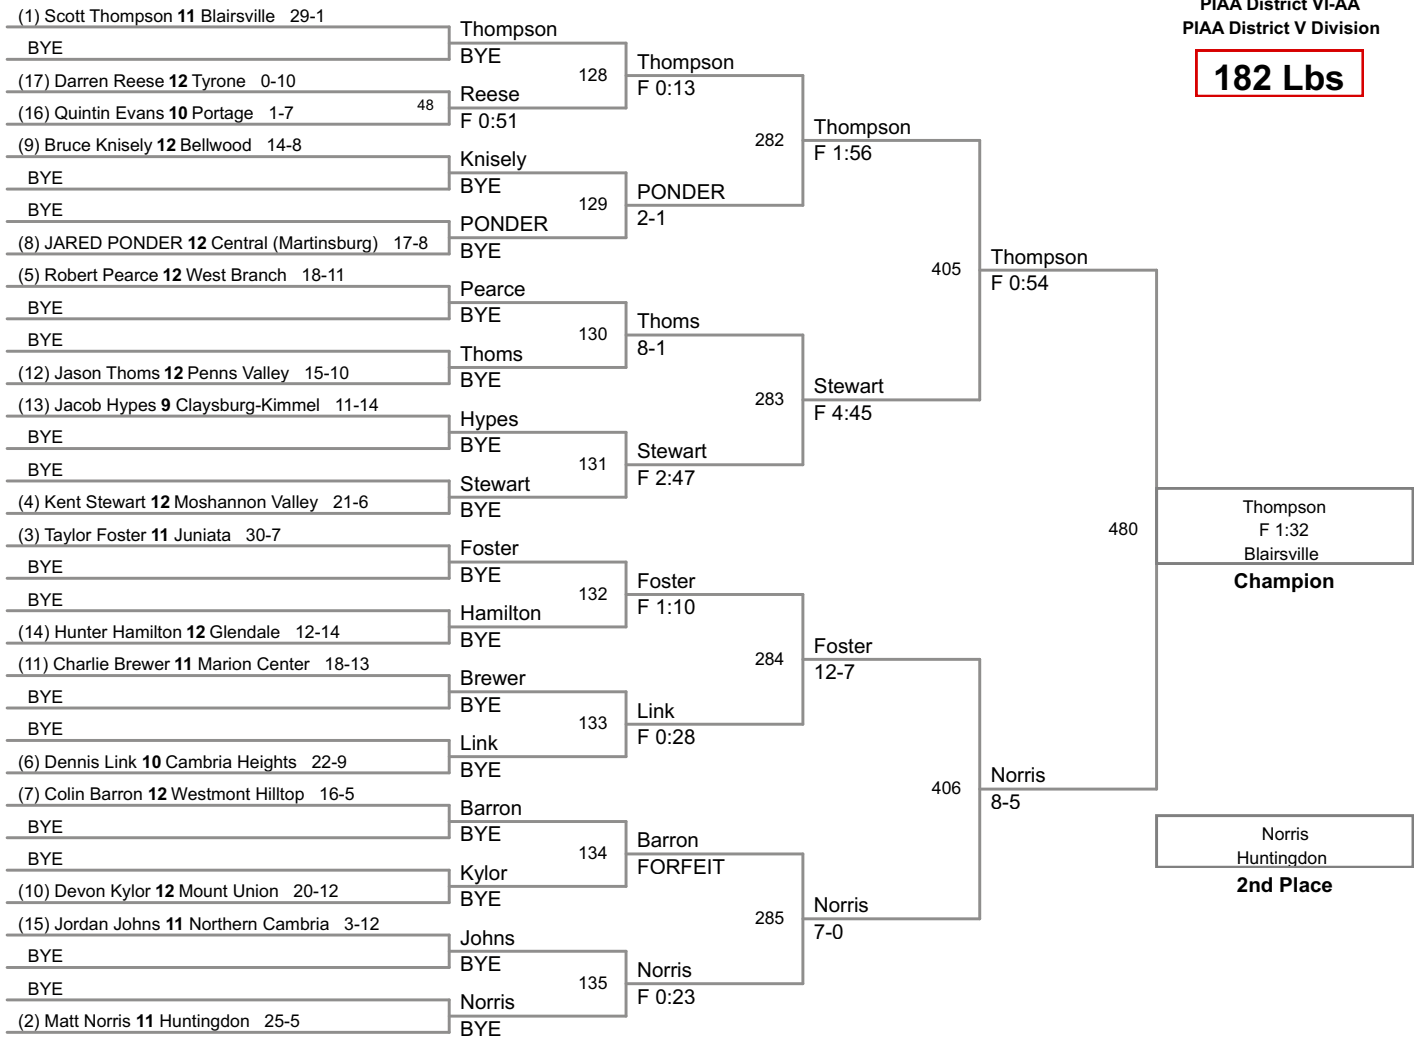 PIAA District VI-AA
PIAA District V Division
182 Lbs
(1) Scott Thompson 11 Blairsville 29-1
BYE
(17) Darren Reese 12 Tyrone 0-10
(16) Quintin Evans 10 Portage 1-7
(9) Bruce Knisely 12 Bellwood 14-8
BYE
BYE
(8) JARED PONDER 12 Central (Martinsburg) 17-8
(5) Robert Pearce 12 West Branch 18-11
BYE
BYE
(12) Jason Thoms 12 Penns Valley 15-10
(13) Jacob Hypes 9 Claysburg-Kimmel 11-14
BYE
BYE
(4) Kent Stewart 12 Moshannon Valley 21-6
(3) Taylor Foster 11 Juniata 30-7
BYE
BYE
(14) Hunter Hamilton 12 Glendale 12-14
(11) Charlie Brewer 11 Marion Center 18-13
BYE
BYE
(6) Dennis Link 10 Cambria Heights 22-9
(7) Colin Barron 12 Westmont Hilltop 16-5
BYE
BYE
(10) Devon Kylor 12 Mount Union 20-12
(15) Jordan Johns 11 Northern Cambria 3-12
BYE
BYE
(2) Matt Norris 11 Huntingdon 25-5
48
Thompson
BYE
Reese
F 0:51
Knisely
BYE
PONDER
BYE
Pearce
BYE
Thoms
BYE
Hypes
BYE
Stewart
BYE
Foster
BYE
Hamilton
BYE
Brewer
BYE
Link
BYE
Barron
BYE
Kylor
BYE
Johns
BYE
Norris
BYE
128
129
130
131
132
133
134
135
Thompson
F 0:13
PONDER
2-1
Thoms
8-1
Stewart
F 2:47
Foster
F 1:10
Link
F 0:28
Barron
FORFEIT
Norris
F 0:23
282
283
284
285
Thompson
F 1:56
Stewart
F 4:45
Foster
12-7
Norris
7-0
405
406
Thompson
F 0:54
Norris
8-5
480
Thompson
F 1:32
Blairsville
Champion
Norris
Huntingdon
2nd Place